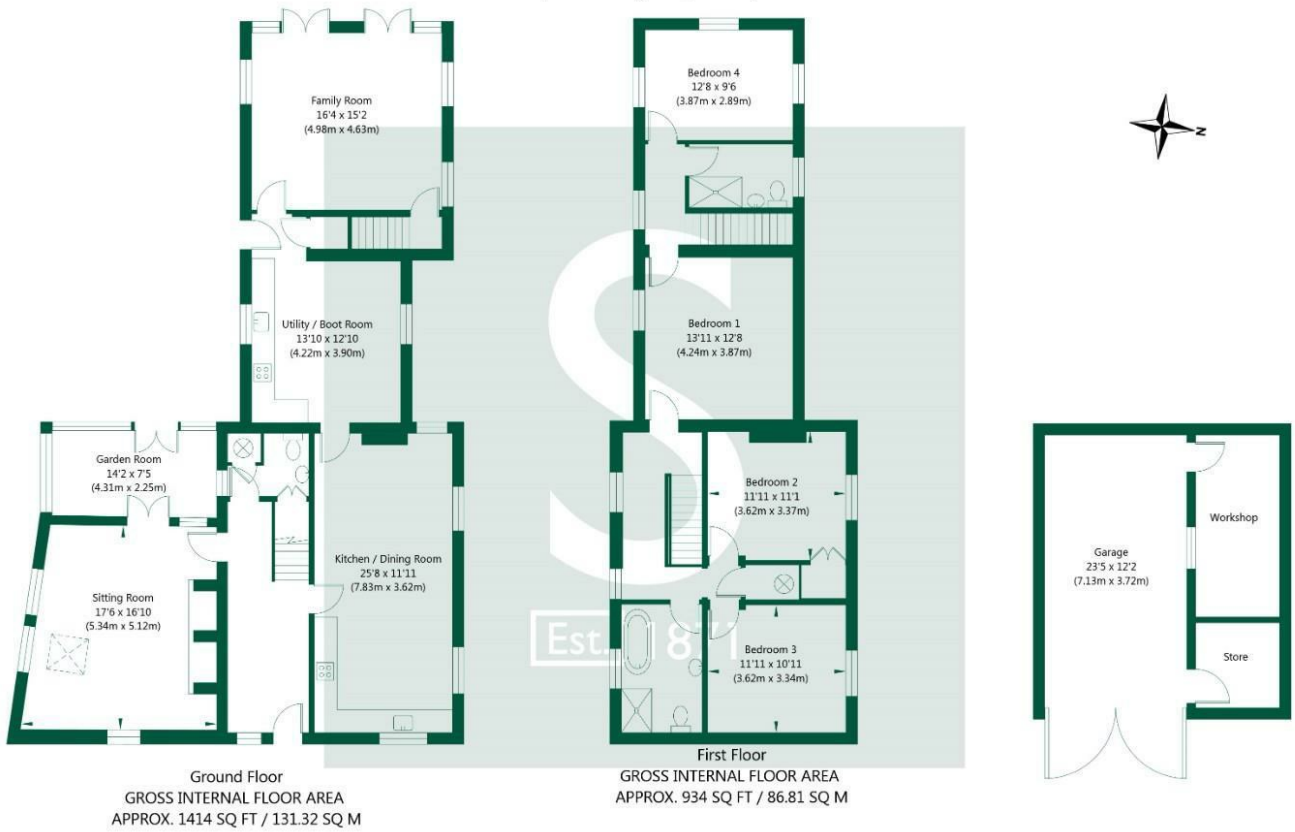 Family Room
16'4 x 15'2
(4.98m x 4.63m)
Utility / Boot Room
13'10 x 12'10
(4.22m x 3.90m)
Garden Room
14'2 x 7'5
(4.31m x 2.25m)
Sitting Room
17'6 x 16'10
(5.34m x 5.12m)
Kitchen / Dining Room
25'8 x 11'11
(7.83m x 3.62m)
Ground Floor
GROSS INTERNAL FLOOR AREA
APPROX. 1414 SQ FT / 131.32 SQ M
Bedroom 4
12'8 x 9'6
(3.87m x 2.89m)
Bedroom 1
13'11 x 12'8
(4.24m x 3.87m)
Bedroom 2
11'11 x 11'1
(3.62m x 3.37m)
Bedroom 3
11'11 x 10'11
(3.62m x 3.34m)
First Floor
GROSS INTERNAL FLOOR AREA
APPROX. 934 SQ FT / 86.81 SQ M
S
Est. 1871
N
Garage
23'5 x 12'2
(7.13m x 3.72m)
Workshop
Store